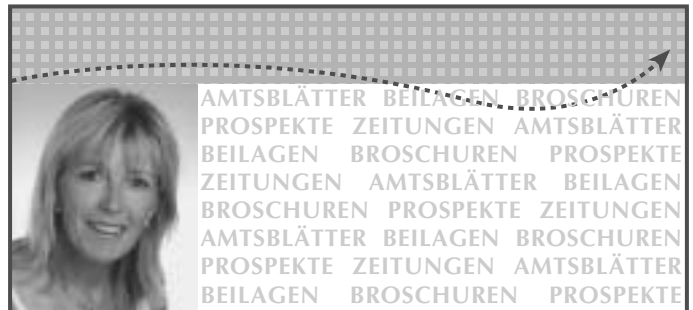 AMTSBLÄTTER BEILAGEN BROSCHUREN
PROSPEKTE ZEITUNGEN AMTSBLÄTTER
BEILAGEN BROSCHUREN PROSPEKTE
ZEITUNGEN AMTSBLÄTTER BEILAGEN
BROSCHUREN PROSPEKTE ZEITUNGEN
AMTSBLÄTTER BEILAGEN BROSCHUREN
PROSPEKTE ZEITUNGEN AMTSBLÄTTER
BEILAGEN BROSCHUREN PROSPEKTE